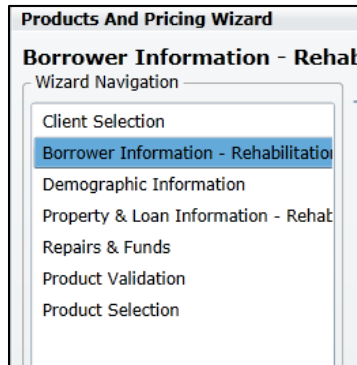 Products And Pricing Wizard
Borrower Information - Rehab
Wizard Navigation
Client Selection
Borrower Information - Rehabilitation
Demographic Information
Property & Loan Information - Rehab
Repairs & Funds
Product Validation
Product Selection